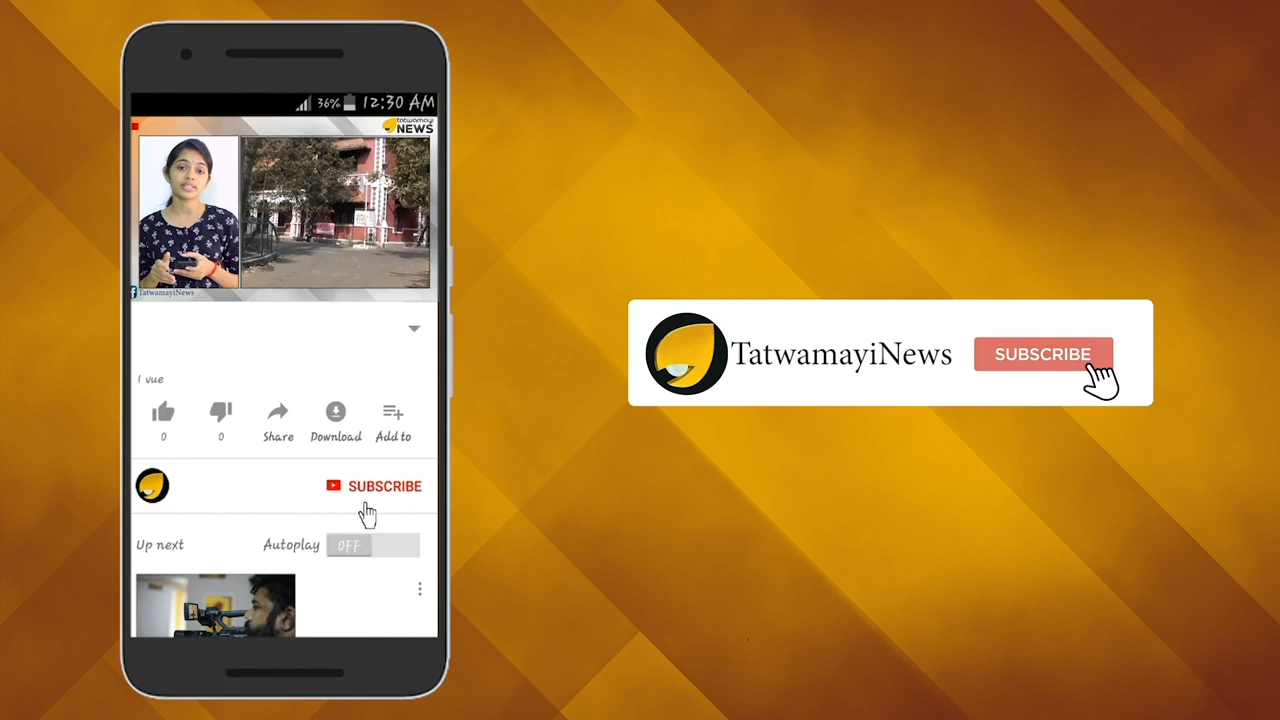 36% 12:30 AM
tatwamayi
NEWS
TatwamayiNews
1 vue
0 0 Share Download Add to
SUBSCRIBE
Up next Autoplay OFF
TatwamayiNews SUBSCRIBE